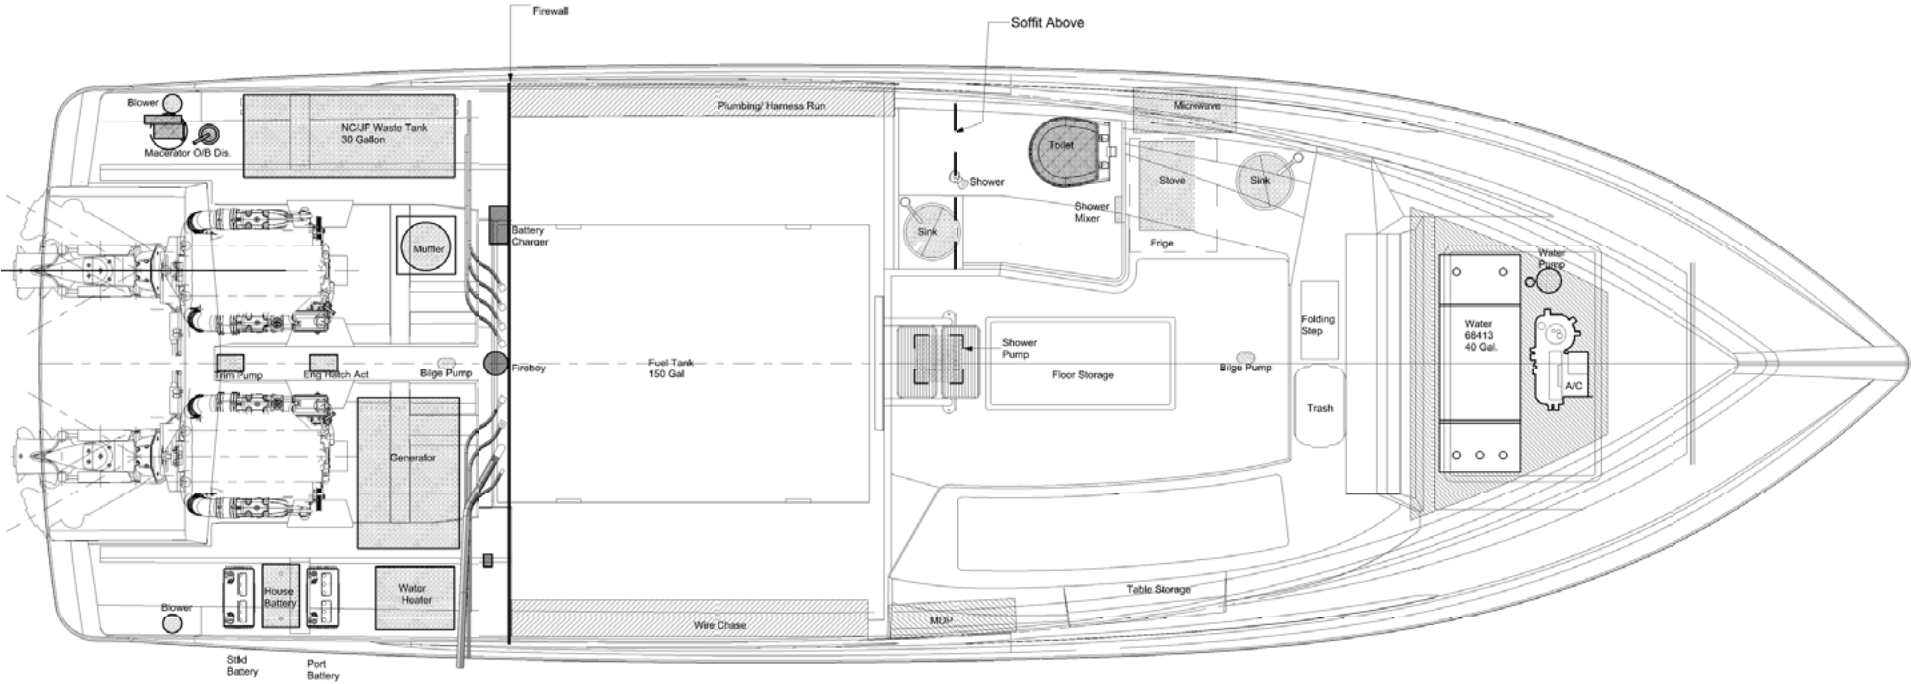 Firewall
Soffit Above
Blower
NC/JF Waste Tank
30 Gallon
Macerator O/B Dis.
Plumbing/ Harness Run
Microwave
Toilet
Shower
Stove
Sink
Shower
Mixer
Sink
Frige
Battery
Charger
Muffler
Water
Pump
Folding
Step
Water
68413
40 Gal.
Trim Pump
Eng Hatch Act
Bilge Pump
Fireboy
Fuel Tank
150 Gal
Shower
Pump
Floor Storage
Bilge Pump
A/C
Trash
Generator
House
Battery
Water
Heater
Blower
Wire Chase
MDP
Table Storage
Stbd
Battery
Port
Battery